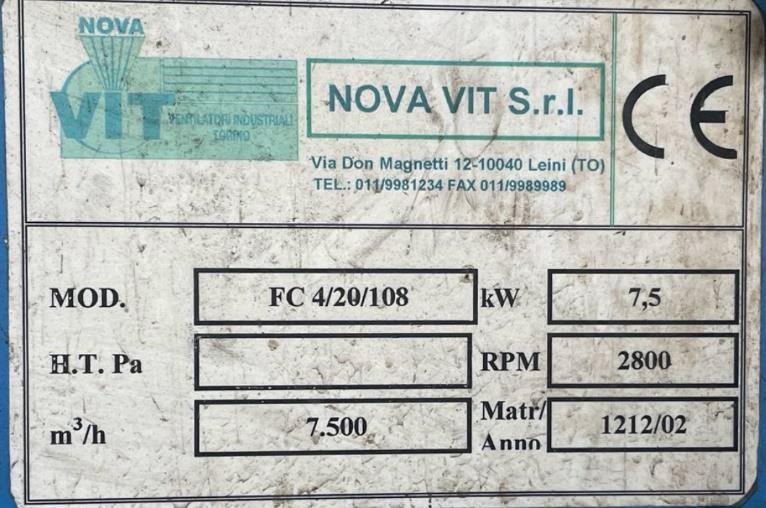 NOVA
VIT
VENTILATORI INDUSTRIALI
TORINO
NOVA VIT S.r.l.
Via Don Magnetti 12-10040 Leini (TO)
TEL.: 011/9981234 FAX 011/9989989
CE
MOD. FC 4/20/108 kW 7,5
H.T. Pa RPM 2800
m³/h 7.500 Matr/ Anno 1212/02